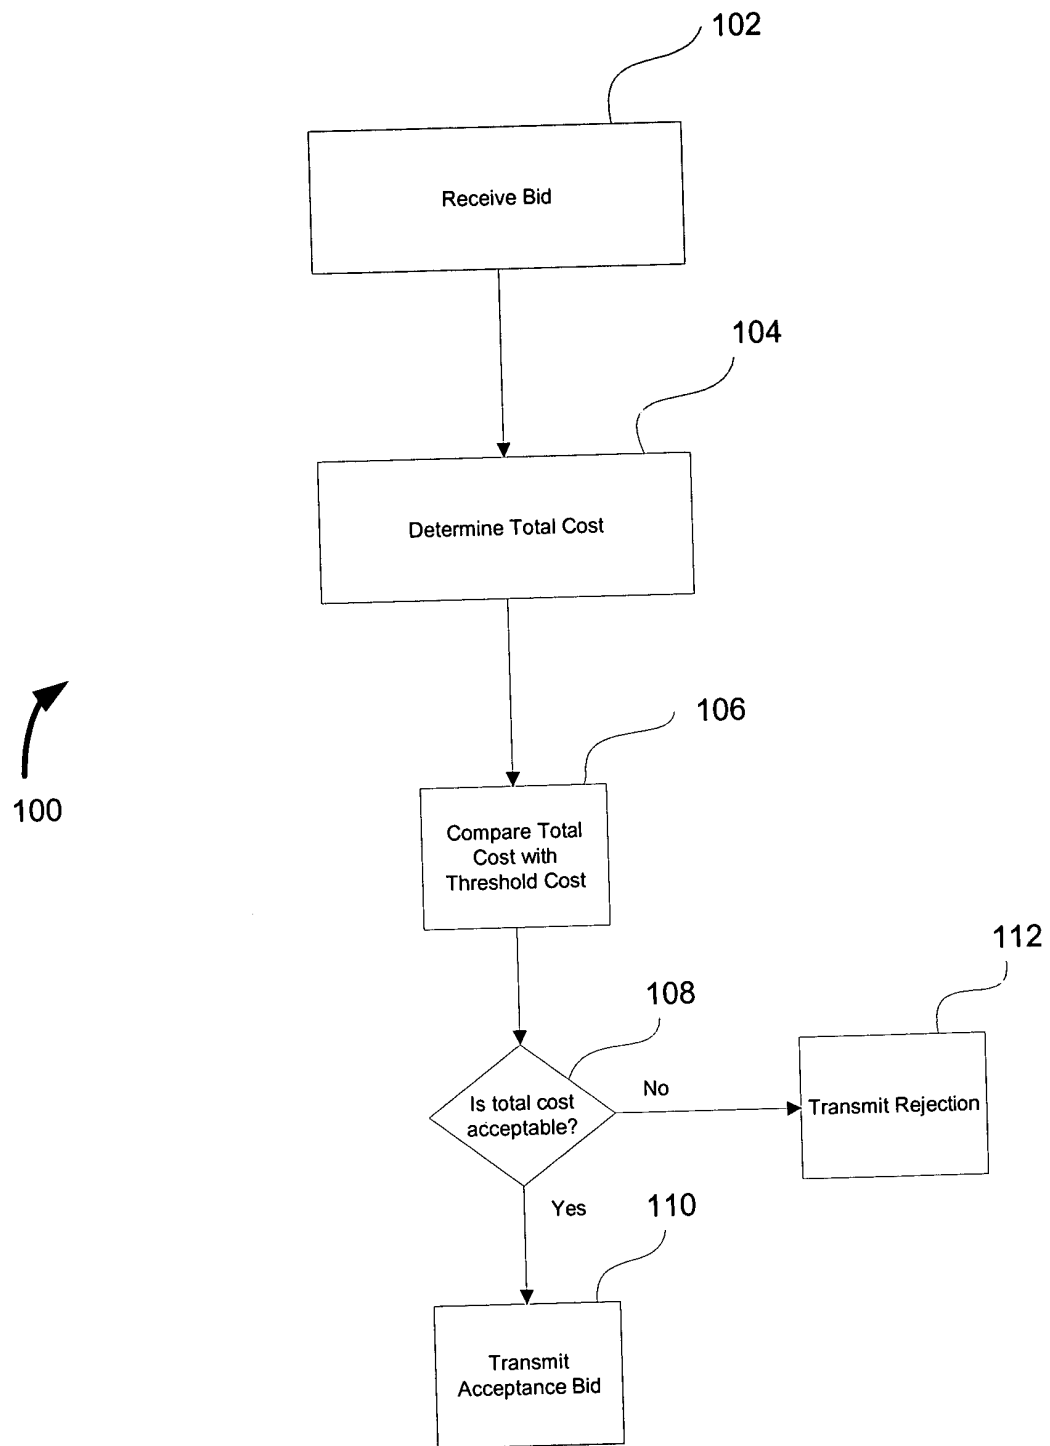 102
Receive Bid
104
Determine Total Cost
106
Compare Total
Cost with
Threshold Cost
100
112
108
Is total cost
acceptable?
No
Transmit Rejection
Yes
110
Transmit
Acceptance Bid